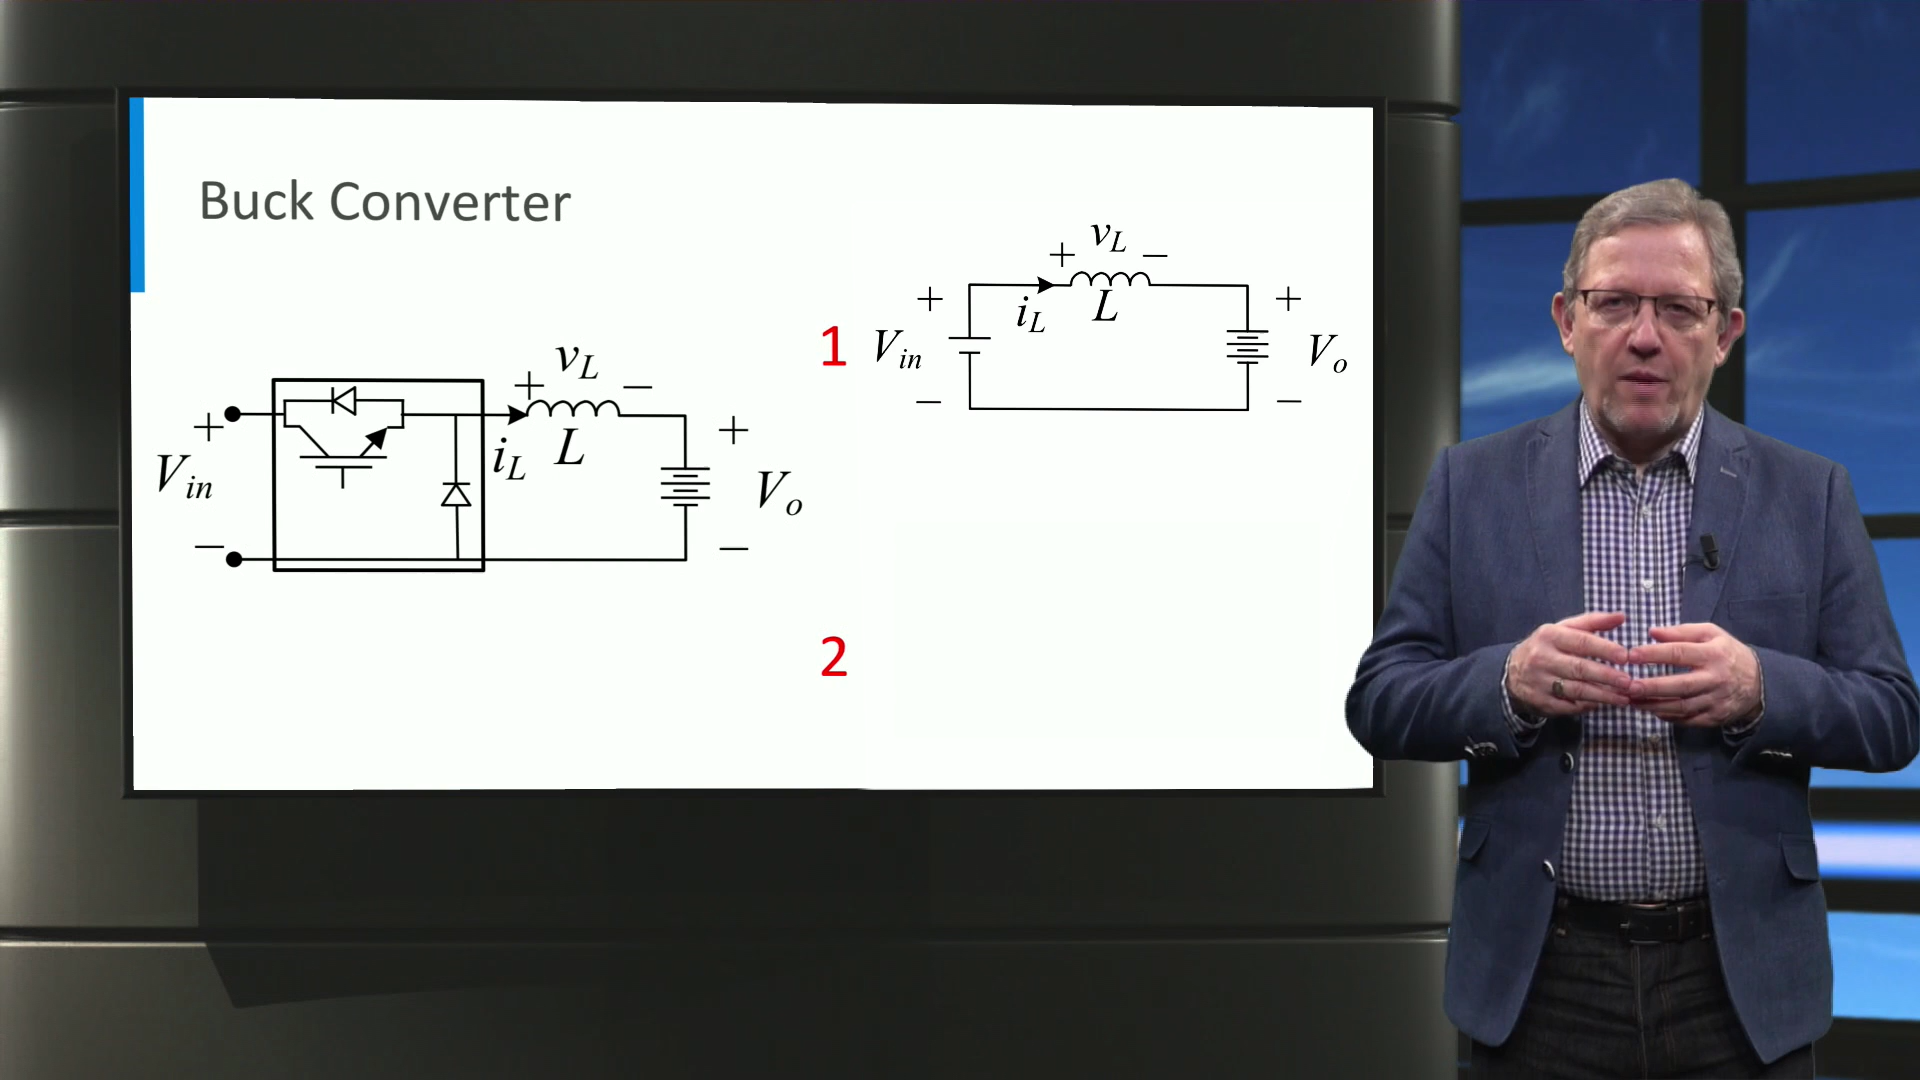 Buck Converter
+ v_L −
+ V_in −
i_L
L
+ V_o −
1
+ v_L −
+ V_in −
i_L
L
+ V_o −
2